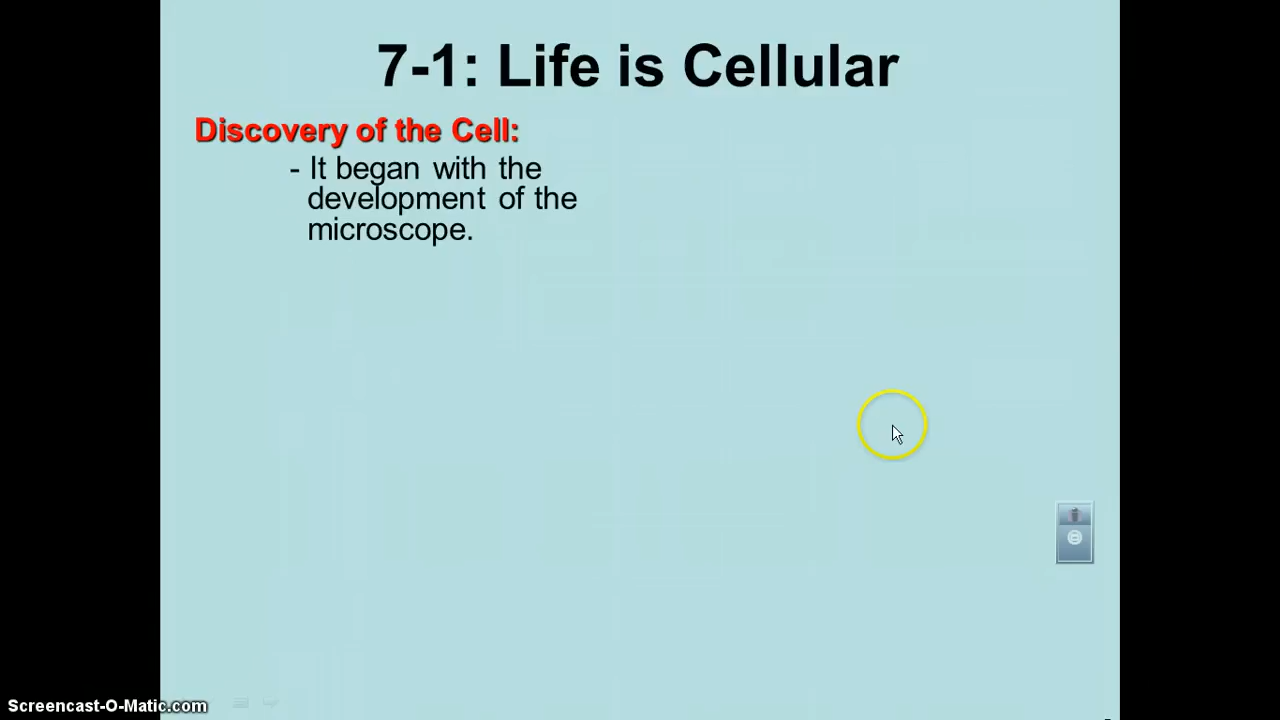 7-1: Life is Cellular
Discovery of the Cell:
- It began with the
development of the
microscope.
Screencast-O-Matic.com